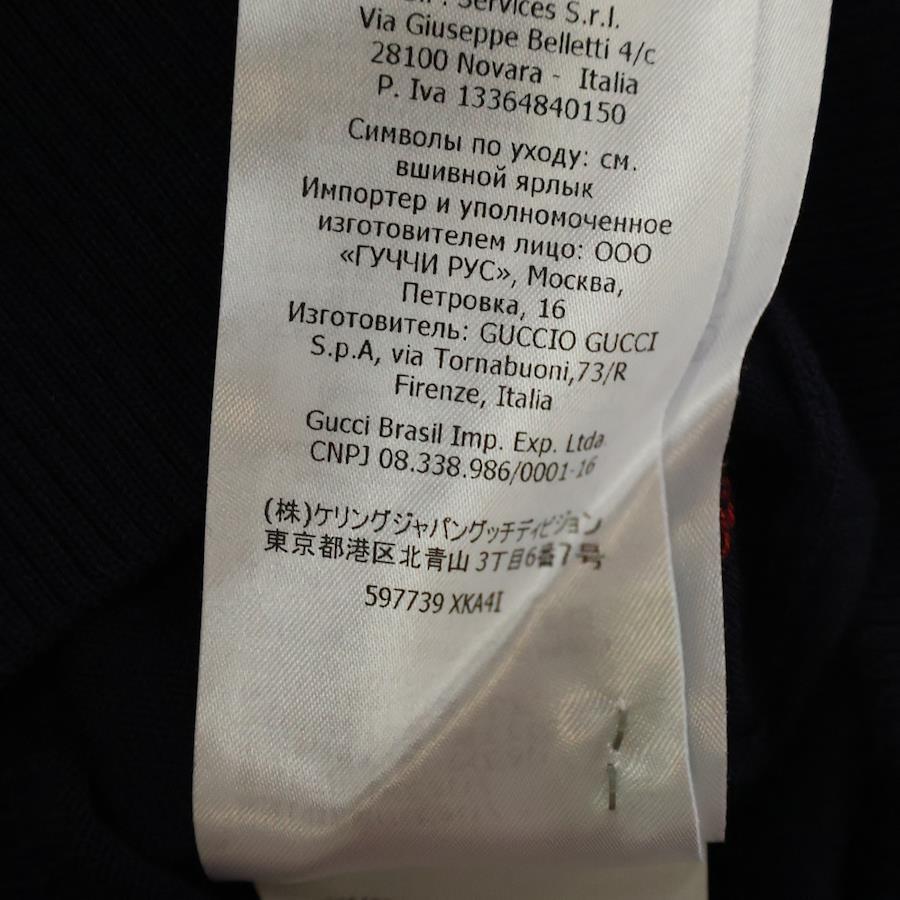 Services S.r.l.
Via Giuseppe Belletti 4/c
28100 Novara - Italia
P. Iva 13364840150
Символы по уходу: см.
вшивной ярлык
Импортер и уполномоченное
изготовителем лицо: ООО
«ГУЧЧИ РУС», Москва,
Петровка, 16
Изготовитель: GUCCIO GUCCI
S.p.A, via Tornabuoni,73/R
Firenze, Italia
Gucci Brasil Imp. Exp. Ltda.
CNPJ 08.338.986/0001-16
(株)ケリングジャパングッチディビジョン
東京都港区北青山 3丁目6番7号
597739 XKA4I